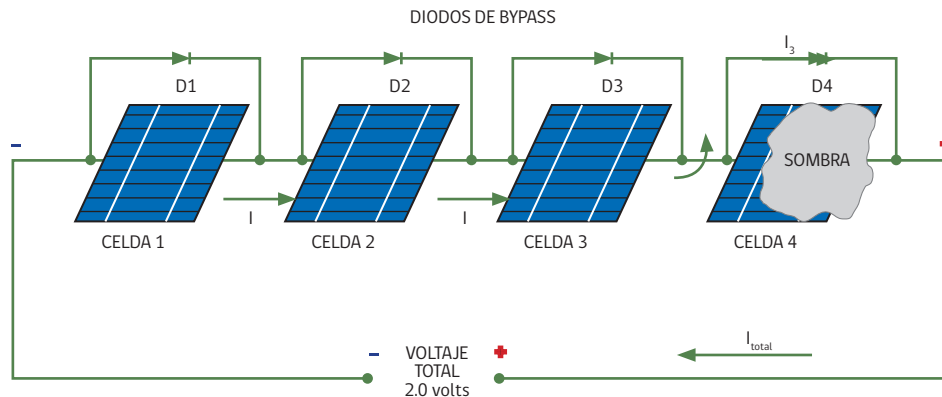 DIODOS DE BYPASS
I3
D1
D2
D3
D4
-
+
SOMBRA
I
I
CELDA 1
CELDA 2
CELDA 3
CELDA 4
Itotal
- VOLTAJE +
TOTAL
2.0 volts